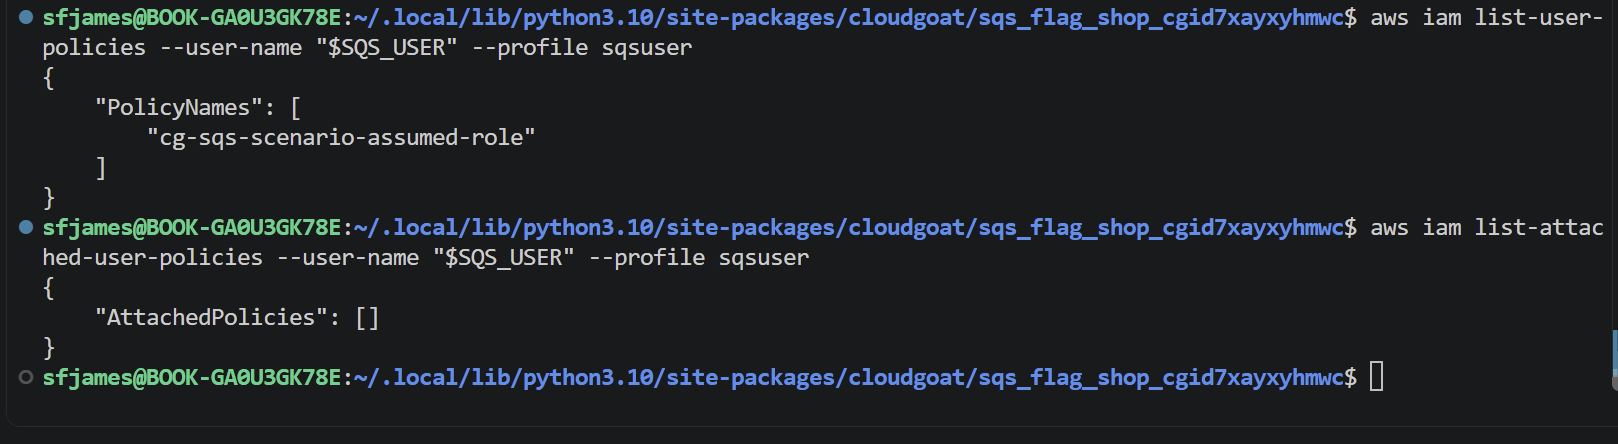 sfjames@BOOK-GA0U3GK78E:~/.local/lib/python3.10/site-packages/cloudgoat/sqs_flag_shop_cgid7xayxyhmwc$ aws iam list-user-
policies --user-name "$SQS_USER" --profile sqsuser
{
    "PolicyNames": [
        "cg-sqs-scenario-assumed-role"
    ]
}
sfjames@BOOK-GA0U3GK78E:~/.local/lib/python3.10/site-packages/cloudgoat/sqs_flag_shop_cgid7xayxyhmwc$ aws iam list-attac
hed-user-policies --user-name "$SQS_USER" --profile sqsuser
{
    "AttachedPolicies": []
}
sfjames@BOOK-GA0U3GK78E:~/.local/lib/python3.10/site-packages/cloudgoat/sqs_flag_shop_cgid7xayxyhmwc$